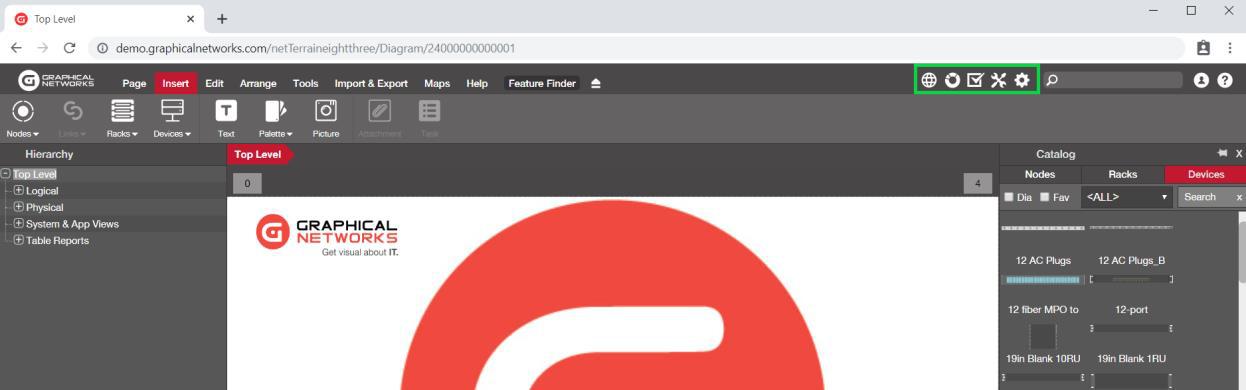 Top Level
demo.graphicalnetworks.com/netTerraineightthree/Diagram/24000000000001
GRAPHICAL
NETWORKS
Page Insert Edit Arrange Tools Import & Export Maps Help Feature Finder
Nodes Links Racks Devices Text Palette Picture Attachment Task
Hierarchy
Top Level
Catalog X
Top Level
Nodes Racks Devices
0
4
Logical
Dia Fav <ALL> Search x
Physical
System & App Views
Table Reports
GRAPHICAL
NETWORKS
Get visual about IT.
12 AC Plugs 12 AC Plugs_B
12 fiber MPO to 12-port
19in Blank 10RU 19in Blank 1RU